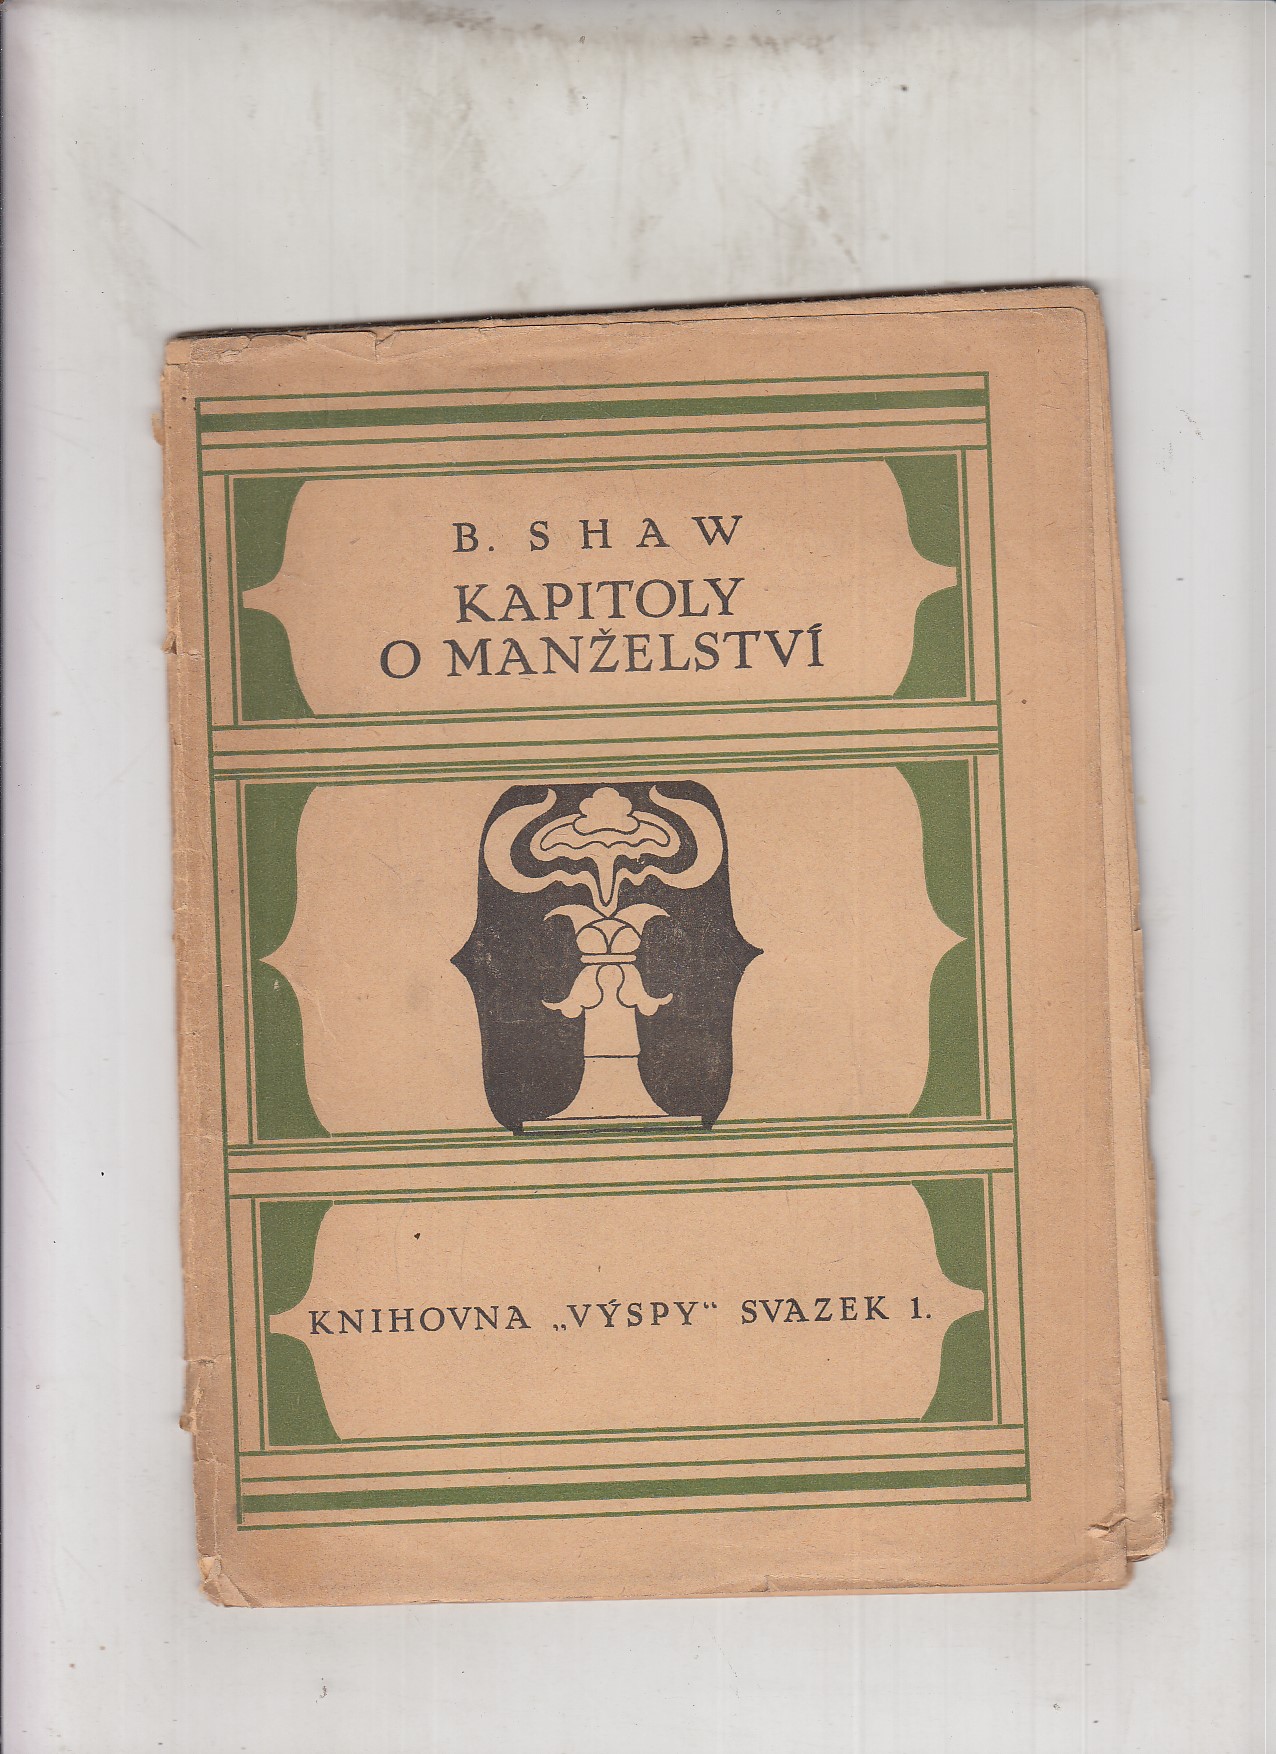 B. SHAW
KAPITOLY
O MANŽELSTVÍ
KNIHOVNA „VÝSPY“ SVAZEK 1.